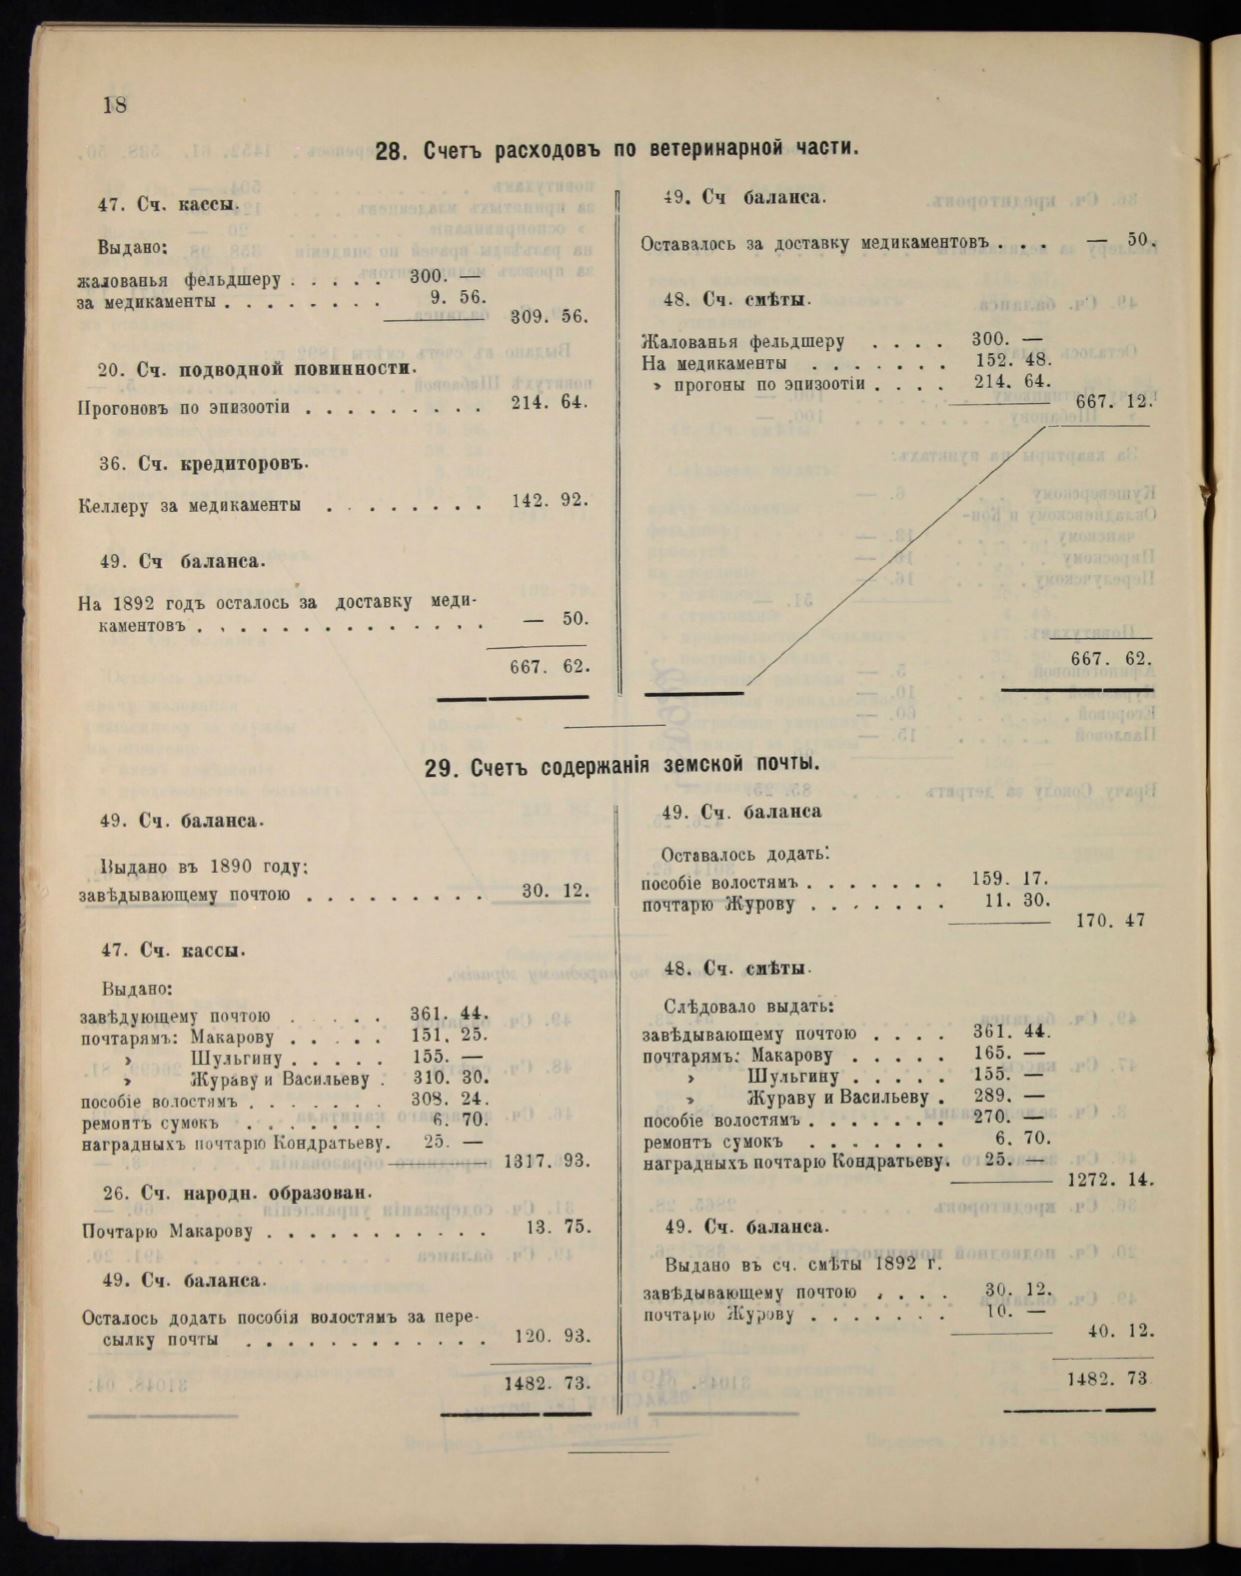 18
28. Счетъ расходовъ по ветеринарной части.
47. Сч. кассы.
Выдано:
жалованья фельдшеру . . . . . 300. —
за медикаменты . . . . . . . . 9. 56.
309. 56.
20. Сч. подводной повинности.
Прогоновъ по эпизоотіи . . . . . . . . . 214. 64.
36. Сч. кредиторовъ.
Келлеру за медикаменты . . . . . . . . 142. 92.
49. Сч баланса.
На 1892 годъ осталось за доставку меди-
каментовъ . . . . . . . . . . . . . . — 50.
667. 62.
49. Сч баланса.
Оставалось за доставку медикаментовъ . . . — 50.
48. Сч. смѣты.
Жалованья фельдшеру . . . . 300. —
На медикаменты . . . . . . . 152. 48.
» прогоны по эпизоотіи . . . . 214. 64.
667. 12.
667. 62.
29. Счетъ содержанія земской почты.
49. Сч. баланса.
Выдано въ 1890 году:
завѣдывающему почтою . . . . . . . . . 30. 12.
47. Сч. кассы.
Выдано:
завѣдующему почтою . . . . . 361. 44.
почтарямъ: Макарову . . . . . 151. 25.
» Шульгину . . . . . 155. —
» Жураву и Васильеву . 310. 30.
пособіе волостямъ . . . . . . . 308. 24.
ремонтъ сумокъ . . . . . . . 6. 70.
наградныхъ почтарю Кондратьеву. 25. —
1317. 93.
26. Сч. народн. образован.
Почтарю Макарову . . . . . . . . . . . 13. 75.
49. Сч. баланса.
Осталось додать пособія волостямъ за пере-
сылку почты . . . . . . . . . . . . 120. 93.
1482. 73.
49. Сч. баланса
Оставалось додать:
пособіе волостямъ . . . . . . . 159. 17.
почтарю Журову . . . . . . . 11. 30.
170. 47
48. Сч. смѣты.
Слѣдовало выдать:
завѣдывающему почтою . . . . 361. 44.
почтарямъ: Макарову . . . . . 165. —
» Шульгину . . . . . 155. —
» Жураву и Васильеву . 289. —
пособіе волостямъ . . . . . . . 270. —
ремонтъ сумокъ . . . . . . . 6. 70.
наградныхъ почтарю Кондратьеву. 25. —
1272. 14.
49. Сч. баланса.
Выдано въ сч. смѣты 1892 г.
завѣдывающему почтою . . . . 30. 12.
почтарю Журову . . . . . . . 10. —
40. 12.
1482. 73